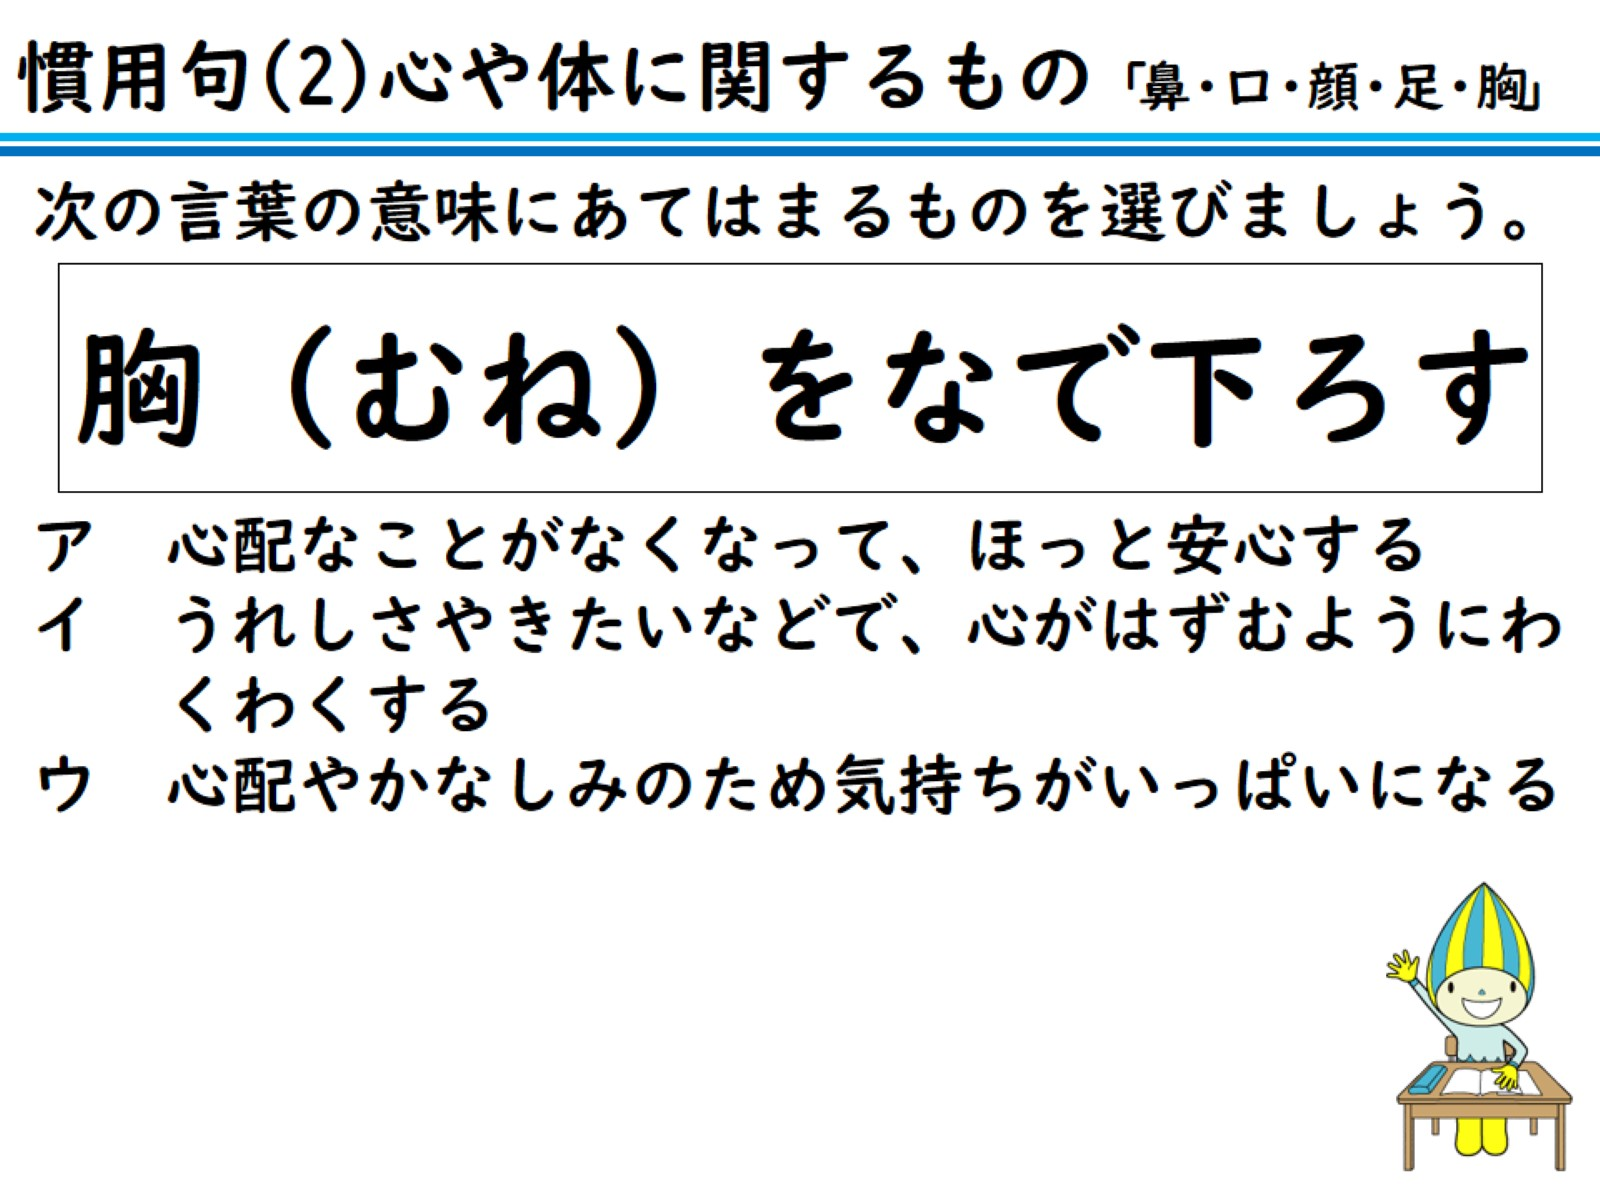 慣用句(2)心や体に関するもの「鼻・口・顔・足・胸」
次の言葉の意味にあてはまるものを選びましょう。
胸（むね）をなで下ろす
ア　心配なことがなくなって、ほっと安心する
イ　うれしさやきたいなどで、心がはずむようにわ
くわくする
ウ　心配やかなしみのため気持ちがいっぱいになる